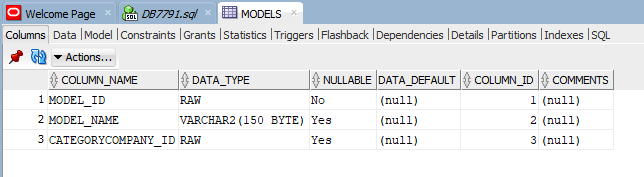 Welcome Page DB7791.sql MODELS
Columns Data Model Constraints Grants Statistics Triggers Flashback Dependencies Details Partitions Indexes SQL
Actions...
COLUMN_NAME DATA_TYPE NULLABLE DATA_DEFAULT COLUMN_ID COMMENTS
1 MODEL_ID RAW No (null) 1 (null)
2 MODEL_NAME VARCHAR2(150 BYTE) Yes (null) 2 (null)
3 CATEGORYCOMPANY_ID RAW Yes (null) 3 (null)